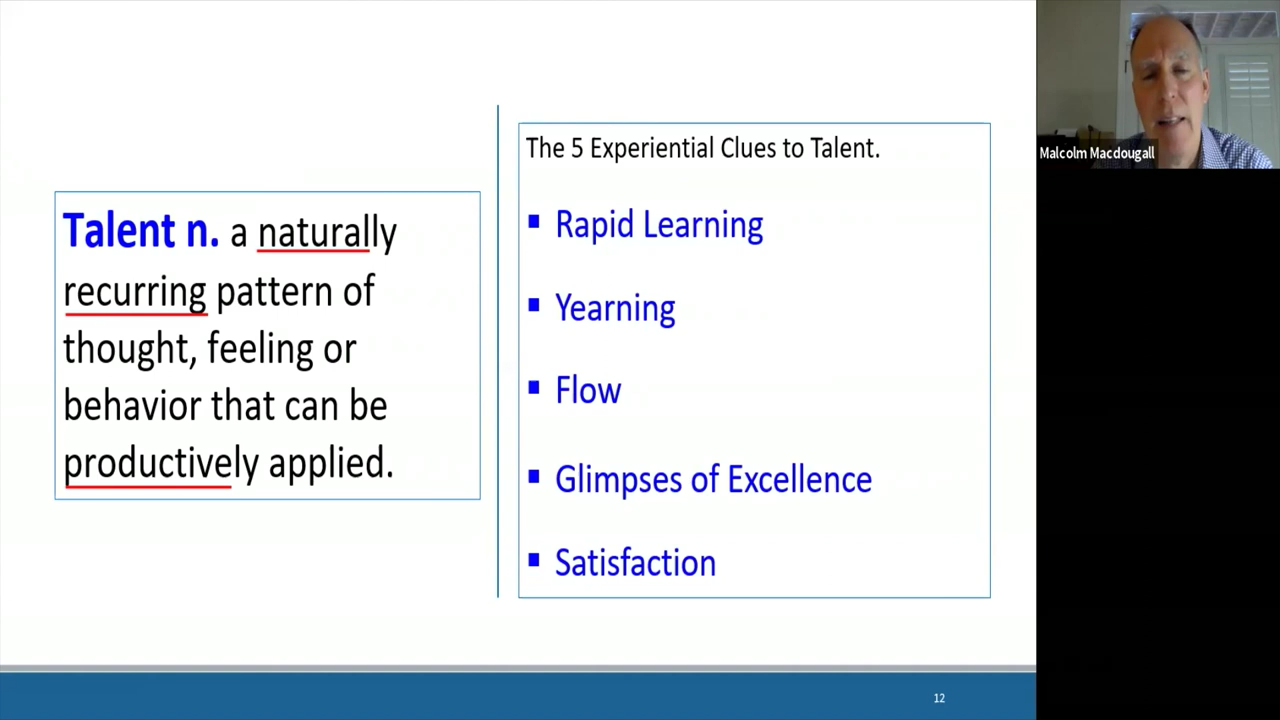 Talent n. a naturally
recurring pattern of
thought, feeling or
behavior that can be
productively applied.
The 5 Experiential Clues to Talent.
Rapid Learning
Yearning
Flow
Glimpses of Excellence
Satisfaction
12
Malcolm Macdougall